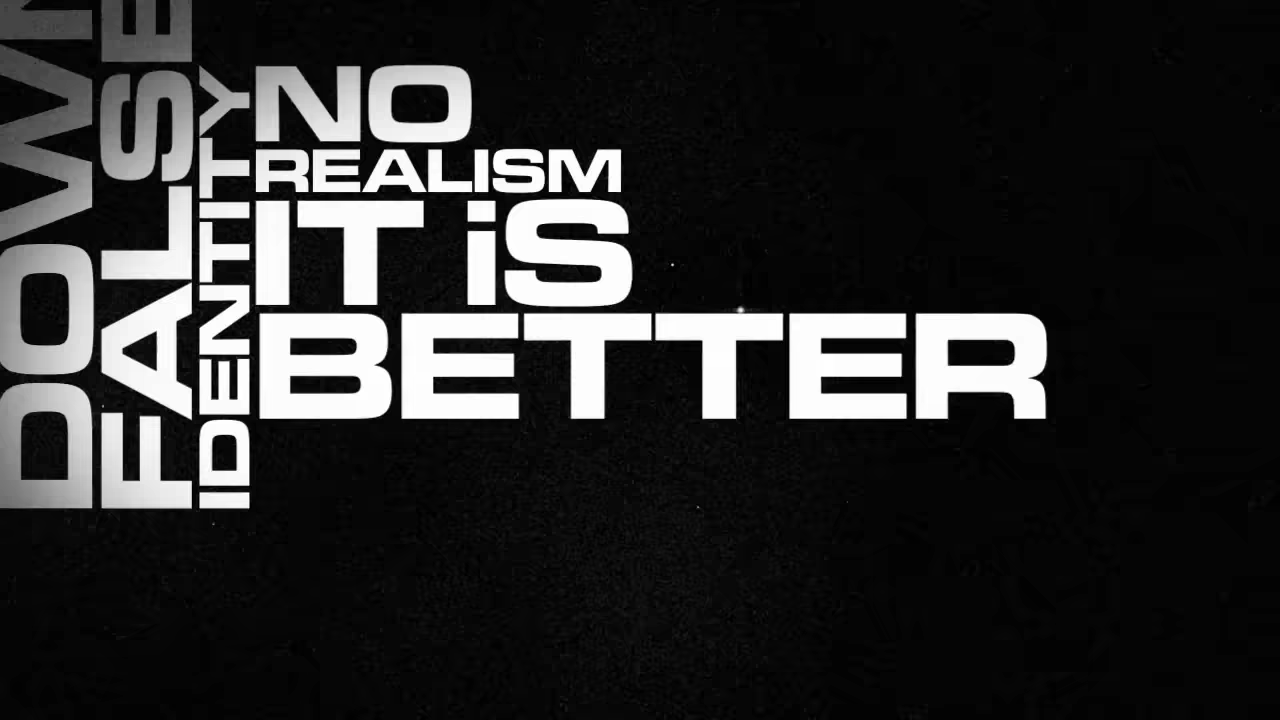 DOWN
FALSE
IDENTITY
NO
REALISM
IT iS
BETTER